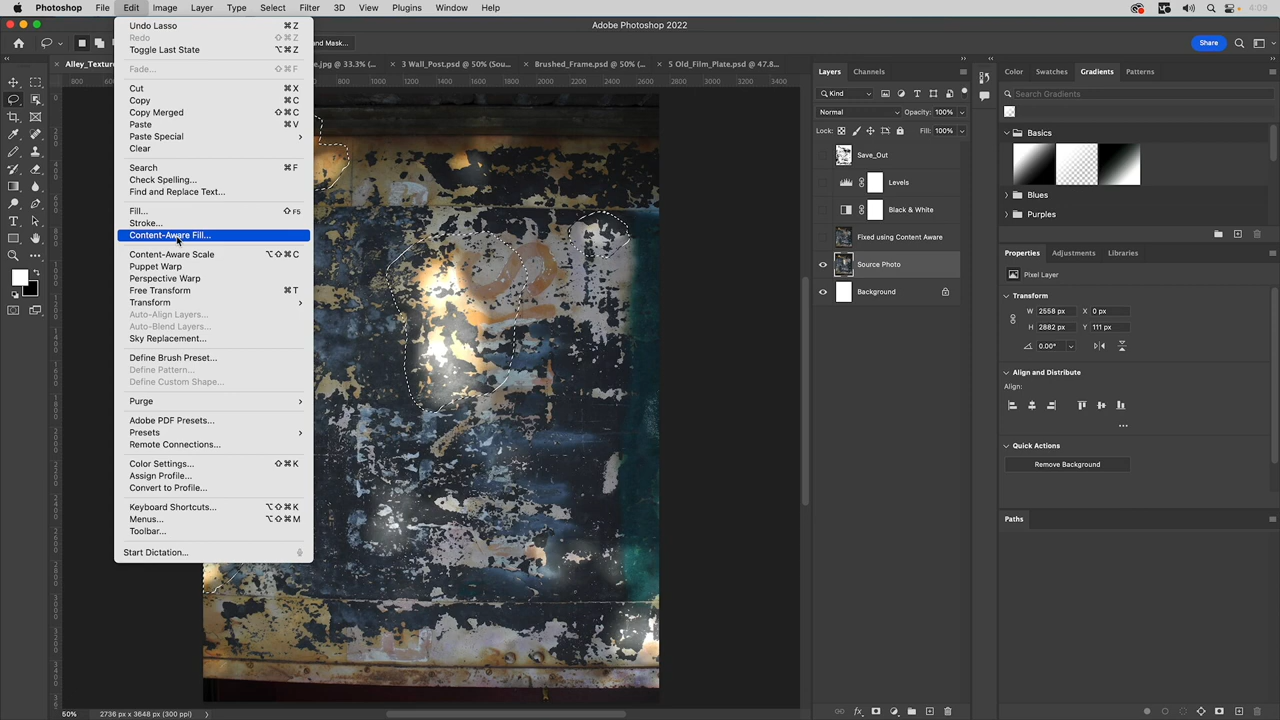 Photoshop File Edit Image Layer Type Select Filter 3D View Plugins Window Help 4:09
Adobe Photoshop 2022
and Mask... Share
Alley_Textur e.jpg @ 33.3% (... × 3 Wall_Post.psd @ 50% (Sou... × Brushed_Frame.psd @ 50% (... × 5 Old_Film_Plate.psd @ 47.8...
Undo Lasso ⌘Z
Redo ⇧⌘Z
Toggle Last State ⌥⌘Z
Fade... ⇧⌘F
Cut ⌘X
Copy ⌘C
Copy Merged ⇧⌘C
Paste ⌘V
Paste Special
Clear
Search ⌘F
Check Spelling...
Find and Replace Text...
Fill... ⇧F5
Stroke...
Content-Aware Fill...
Content-Aware Scale ⌥⇧⌘C
Puppet Warp
Perspective Warp
Free Transform ⌘T
Transform
Auto-Align Layers...
Auto-Blend Layers...
Sky Replacement...
Define Brush Preset...
Define Pattern...
Define Custom Shape...
Purge
Adobe PDF Presets...
Presets
Remote Connections...
Color Settings... ⇧⌘K
Assign Profile...
Convert to Profile...
Keyboard Shortcuts... ⌥⇧⌘K
Menus... ⌥⇧⌘M
Toolbar...
Start Dictation...
800 800 1000 1200 1400 1600 1800 2000 2200 2400 2600 2800 3000 3200 3400
50% 2736 px x 3648 px (300 ppi)
Layers Channels
Kind
Normal Opacity: 100%
Lock: Fill: 100%
Save_Out
Levels
Black & White
Fixed using Content Aware
Source Photo
Background
Color Swatches Gradients Patterns
Search Gradients
Basics
Blues
Purples
Properties Adjustments Libraries
Pixel Layer
Transform
W 2558 px X 0 px
H 2682 px Y 111 px
0.00°
Align and Distribute
Align:
Quick Actions
Remove Background
Paths